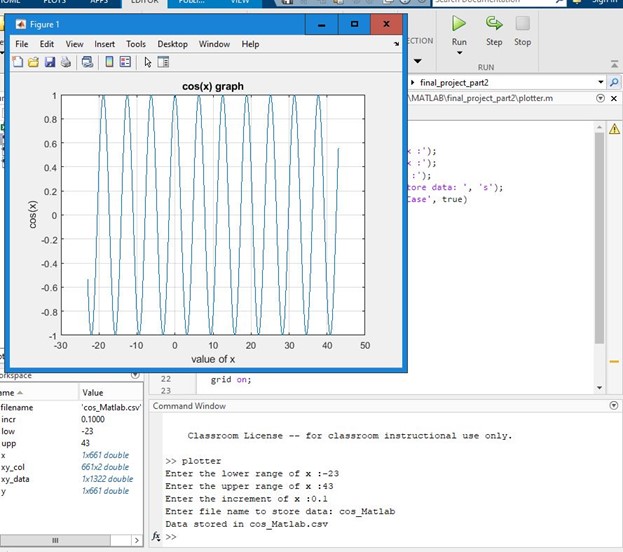 HOME PLOTS APPS EDITOR PUBLI... VIEW
Search Documentation
Sign In
Figure 1
File Edit View Insert Tools Desktop Window Help
cos(x) graph
1
0.8
0.6
0.4
0.2
0
-0.2
-0.4
-0.6
-0.8
-1
cos(x)
-30 -20 -10 0 10 20 30 40 50
value of x
Run Step Stop
RUN
final_project_part2
\MATLAB\final_project_part2\plotter.m
x :');
x :');
:');
tore data: ', 's');
Case', true)
22 grid on;
23
Value
filename 'cos_Matlab.csv'
incr 0.1000
low -23
upp 43
x 1x661 double
xy_col 661x2 double
xy_data 1x1322 double
y 1x661 double
Command Window
Classroom License -- for classroom instructional use only.
>> plotter
Enter the lower range of x :-23
Enter the upper range of x :43
Enter the increment of x :0.1
Enter file name to store data: cos_Matlab
Data stored in cos_Matlab.csv
fx >>